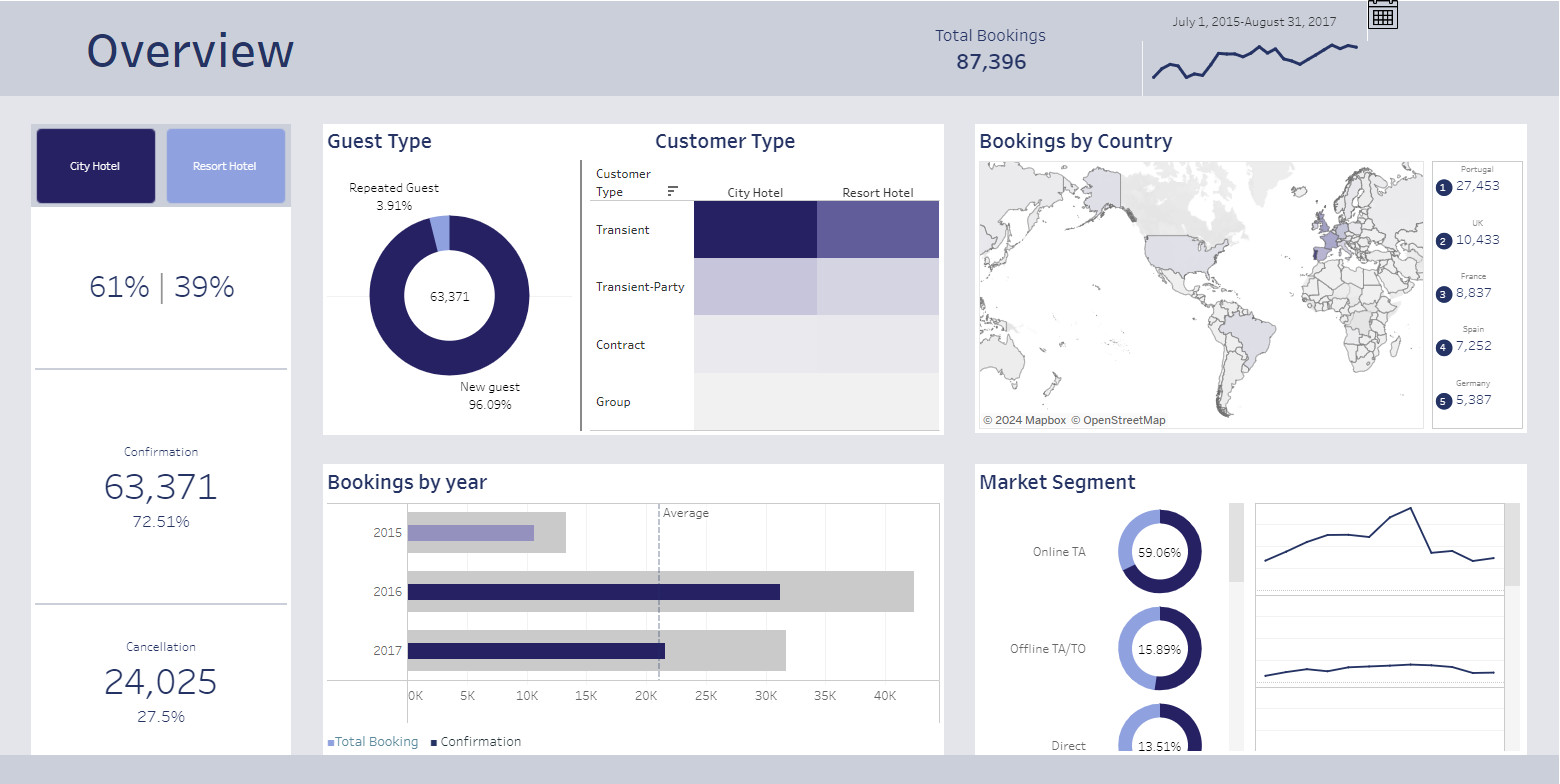 Overview
Total Bookings
87,396
July 1, 2015-August 31, 2017
City Hotel
Resort Hotel
61% | 39%
Confirmation
63,371
72.51%
Cancellation
24,025
27.5%
Guest Type
Repeated Guest
3.91%
63,371
New guest
96.09%
Customer Type
Customer
Type
City Hotel
Resort Hotel
Transient
Transient-Party
Contract
Group
Bookings by Country
© 2024 Mapbox © OpenStreetMap
Portugal
1 27,453
UK
2 10,433
France
3 8,837
Spain
4 7,252
Germany
5 5,387
Bookings by year
Average
2015
2016
2017
0K 5K 10K 15K 20K 25K 30K 35K 40K
Total Booking Confirmation
Market Segment
Online TA
59.06%
Offline TA/TO
15.89%
Direct
13.51%